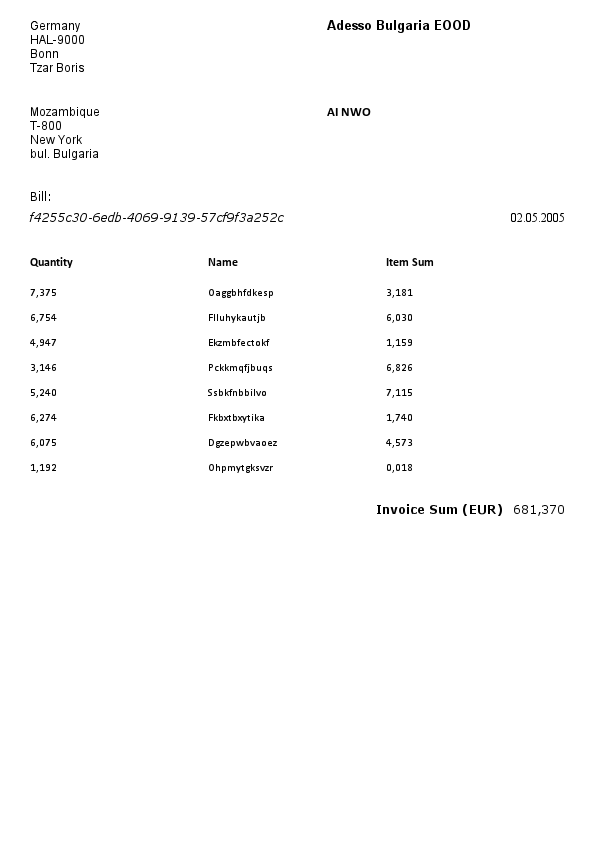 Germany
HAL-9000
Bonn
Tzar Boris
Adesso Bulgaria EOOD
Mozambique
T-800
New York
bul. Bulgaria
AI NWO
Bill:
f4255c30-6edb-4069-9139-57cf9f3a252c 02.05.2005
Quantity Name Item Sum
7,375 Oaggbhfdkesp 3,181
6,754 Flluhykautjb 6,030
4,947 Ekzmbfectokf 1,159
3,146 Pckkmqfjbuqs 6,826
5,240 Ssbkfnbbilvo 7,115
6,274 Fkbxtbxytika 1,740
6,075 Dgzepwbvaoez 4,573
1,192 Ohpmytgksvzr 0,018
Invoice Sum (EUR) 681,370